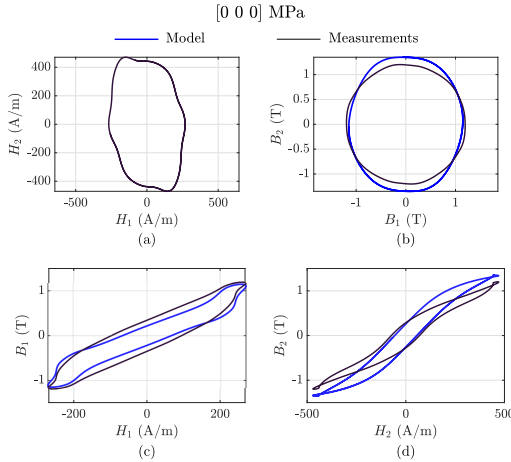 [0 0 0] MPa
Model Measurements
400
200
0
-200
-400
H₂ (A/m)
-500 0 500
H₁ (A/m)
(a)
1
0.5
0
-0.5
-1
B₂ (T)
-1 0 1
B₁ (T)
(b)
1
0
-1
B₁ (T)
-200 0 200
H₁ (A/m)
(c)
1
0
-1
B₂ (T)
-500 0 500
H₂ (A/m)
(d)